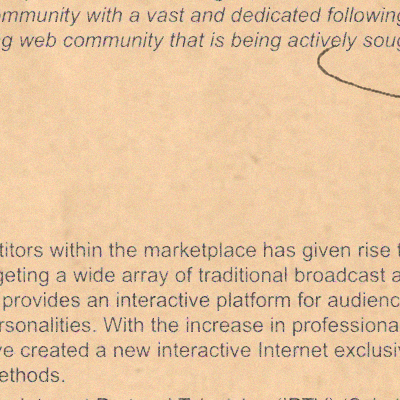 mmunity with a vast and dedicated following
g web community that is being actively soug
titors within the marketplace has given rise t
geting a wide array of traditional broadcast a
provides an interactive platform for audienc
rsonalities. With the increase in professiona
ve created a new interactive Internet exclusiv
ethods.